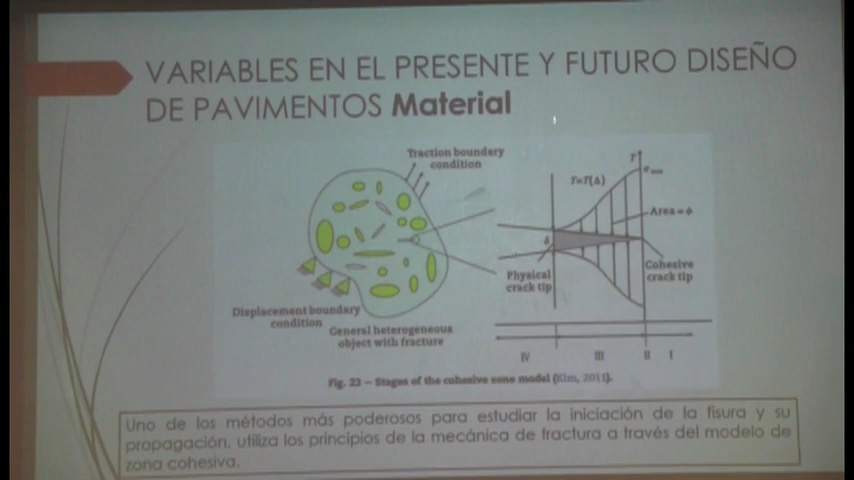 VARIABLES EN EL PRESENTE Y FUTURO DISEÑO
DE PAVIMENTOS Material
Traction boundary
condition
Displacement boundary
condition
General heterogeneous
object with fracture
T
T=T(Δ)
σmax
Area = ϕ
δ
Physical
crack tip
Cohesive
crack tip
IV III II I
Fig. 23 – Stages of the cohesive zone model (Kim, 2011).
Uno de los métodos más poderosos para estudiar la iniciación de la fisura y su
propagación, utiliza los principios de la mecánica de fractura a través del modelo de
zona cohesiva.